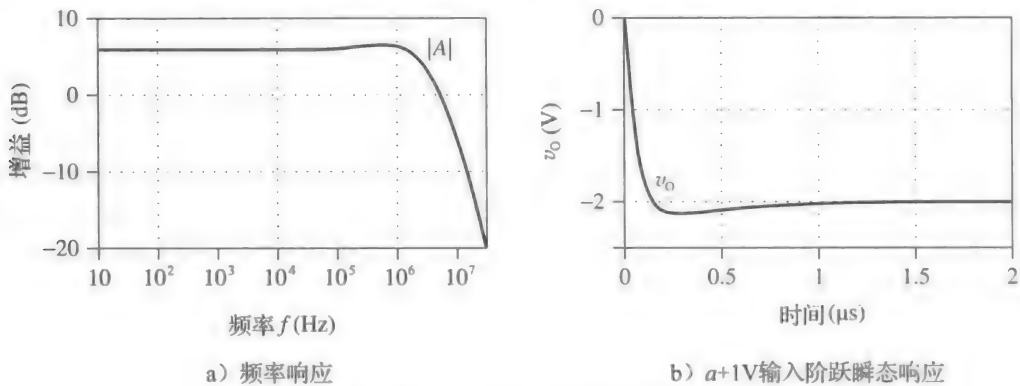 增益 (dB)
10
0
−10
−20
|A|
10 10² 10³ 10⁴ 10⁵ 10⁶ 10⁷
频率 f (Hz)
a）频率响应
v₀ (V)
0
−1
−2
v₀
0 0.5 1 1.5 2
时间 (μs)
b）a+1V输入阶跃瞬态响应